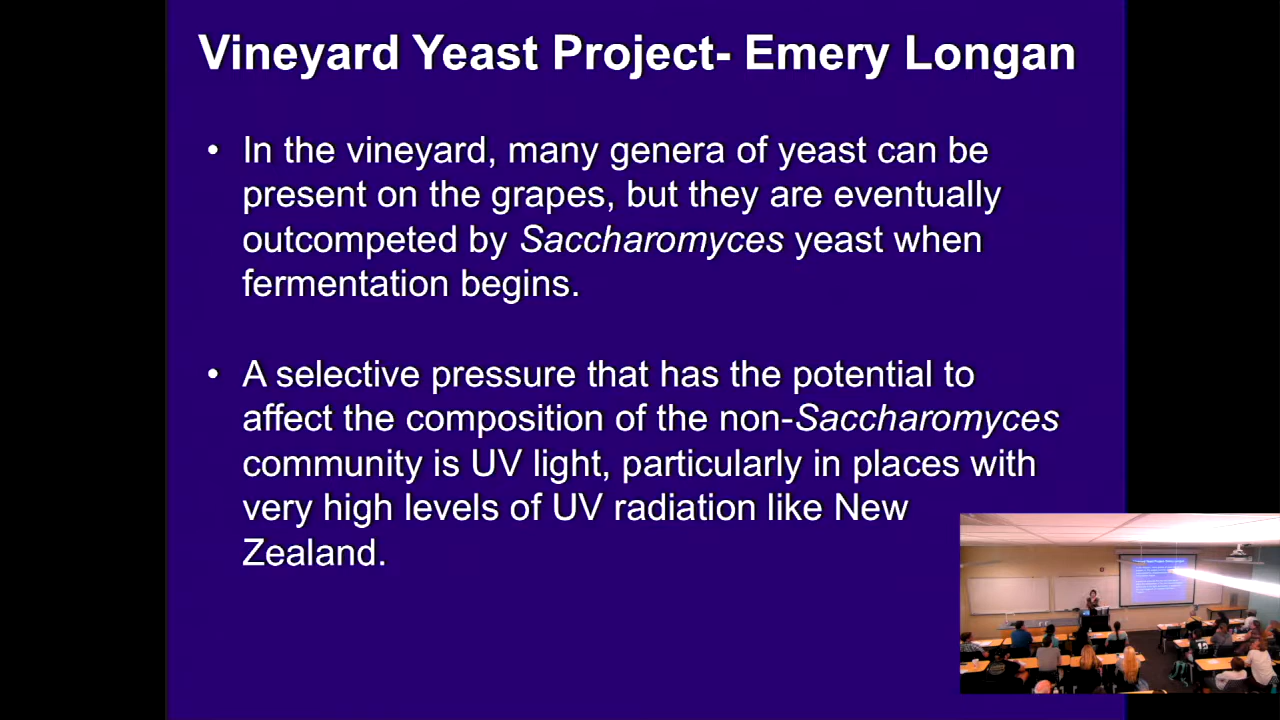 Vineyard Yeast Project- Emery Longan
• In the vineyard, many genera of yeast can be
present on the grapes, but they are eventually
outcompeted by Saccharomyces yeast when
fermentation begins.
• A selective pressure that has the potential to
affect the composition of the non-Saccharomyces
community is UV light, particularly in places with
very high levels of UV radiation like New
Zealand.